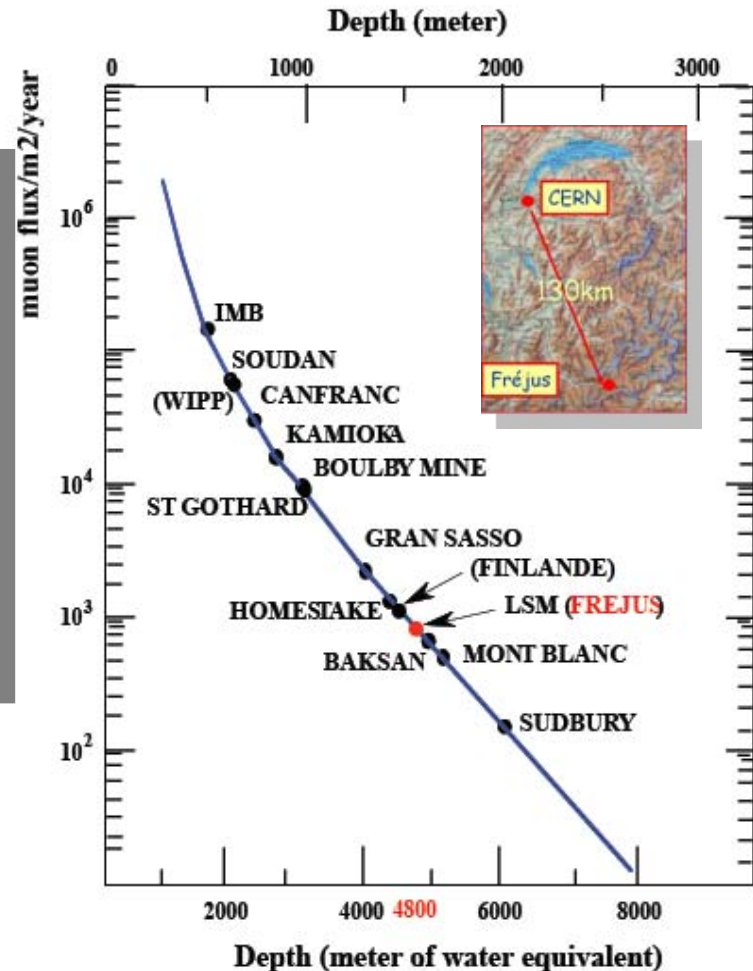 Depth (meter)
0 1000 2000 3000
muon flux/m2/year
10^6
CERN
130km
Fréjus
IMB
SOUDAN
(WIPP)
CANFRANC
KAMIOKA
BOULBY MINE
10^4
ST GOTHARD
GRAN SASSO
(FINLANDE)
HOMESTAKE
LSM (FREJUS)
10^3
BAKSAN
MONT BLANC
SUDBURY
10^2
2000 4000 4800 6000 8000
Depth (meter of water equivalent)